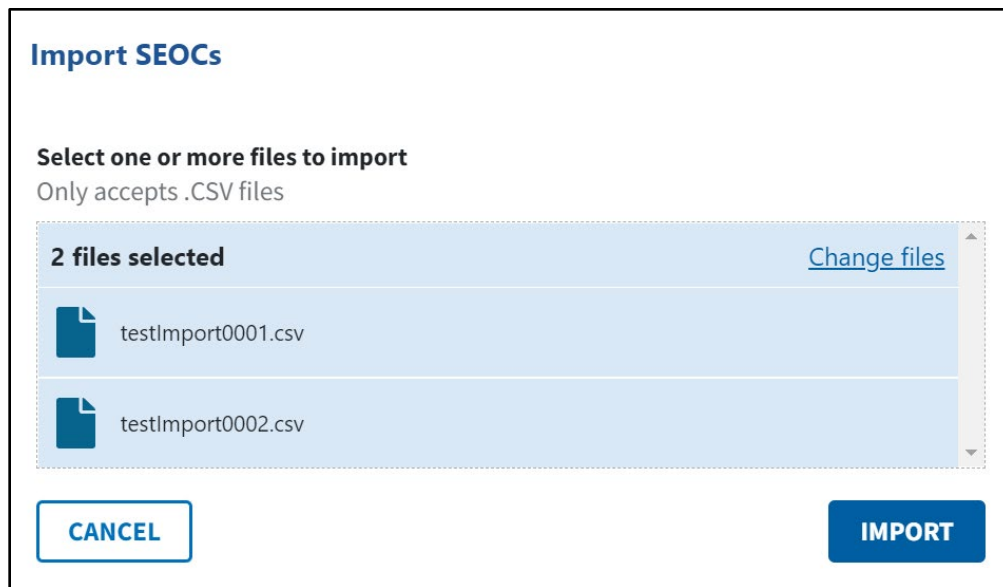 Import SEOCs
Select one or more files to import
Only accepts .CSV files
2 files selected Change files
testImport0001.csv
testImport0002.csv
CANCEL IMPORT